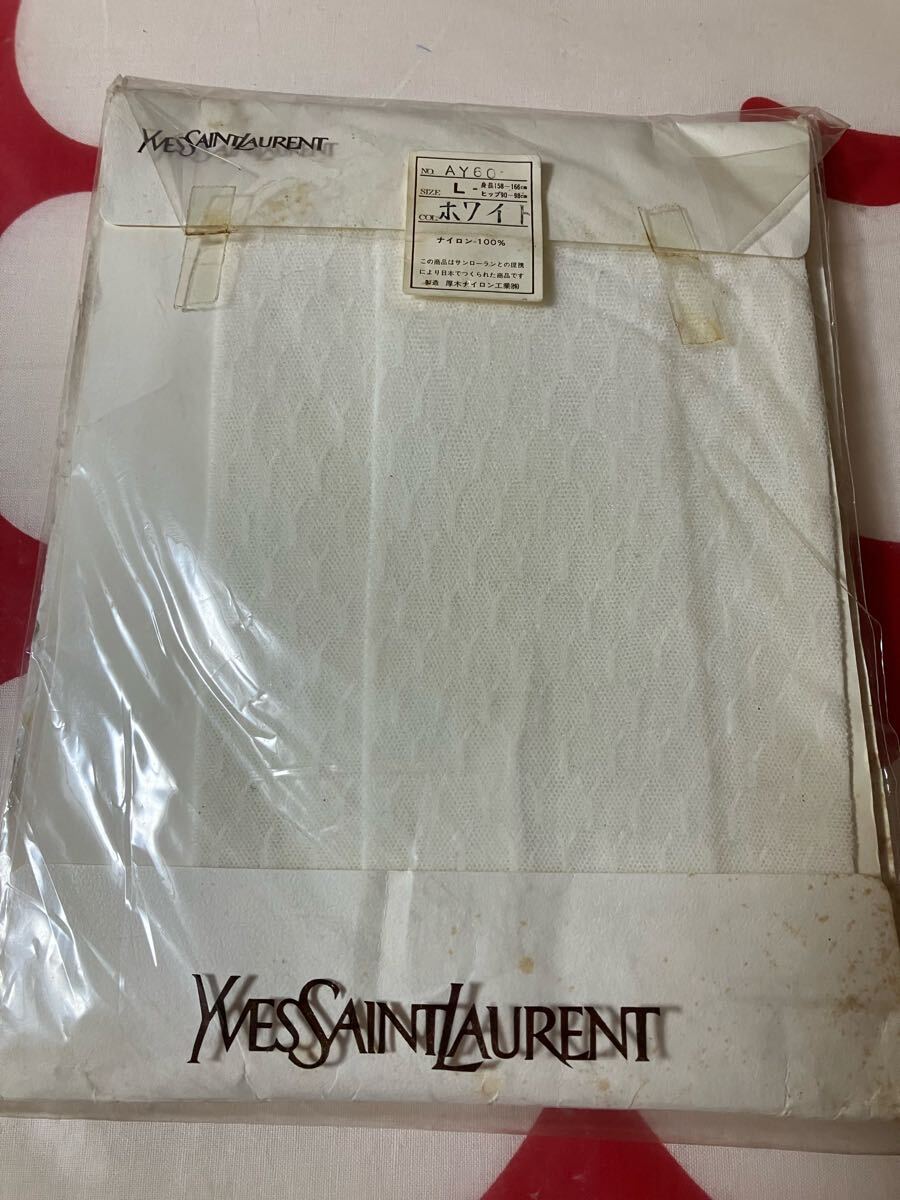 YVESSAINTLAURENT
NO. AY60
SIZE L 身長158-166cm
ヒップ90-98cm
COL. ホワイト
ナイロン100%
この商品はサンローランとの提携
により日本でつくられた商品です
製造 厚木ナイロン工業㈱
YVESSAINTLAURENT